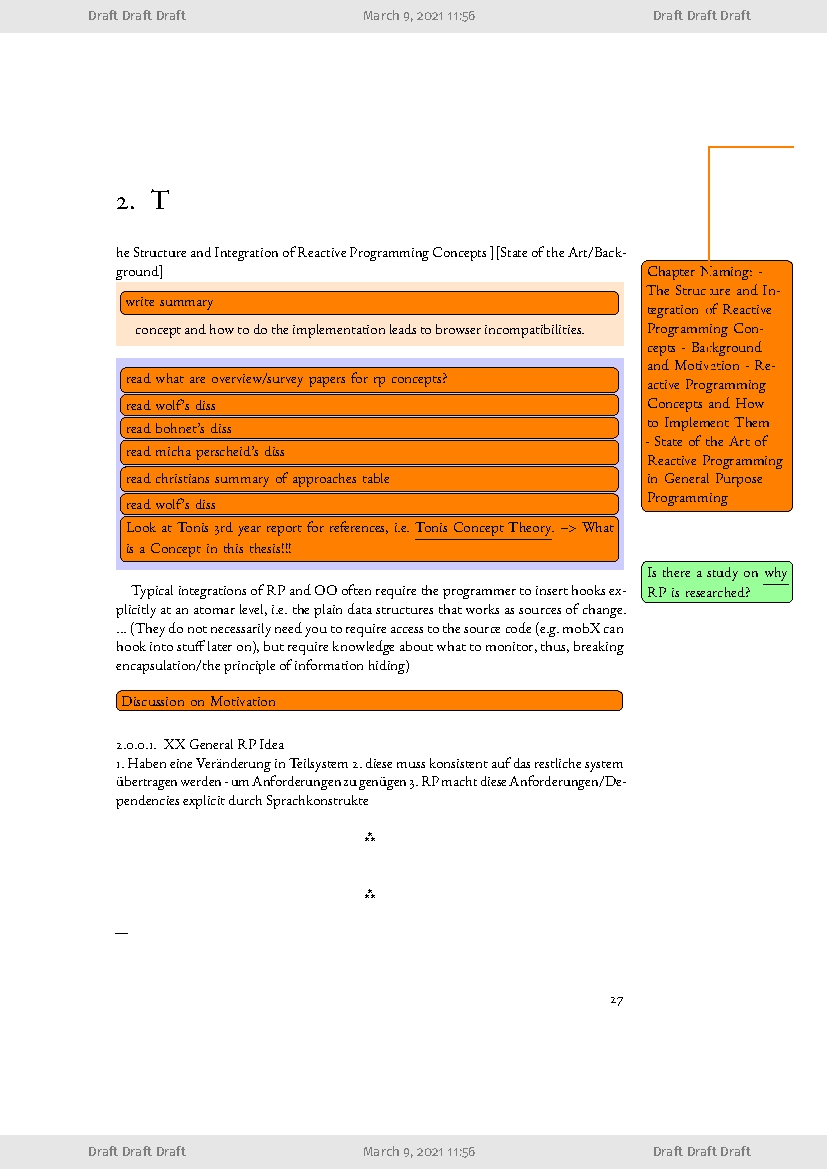 Draft Draft Draft March 9, 2021 11:56 Draft Draft Draft
2. T
he Structure and Integration of Reactive Programming Concepts ] [State of the Art/Back-
ground]
write summary
concept and how to do the implementation leads to browser incompatibilities.
read what are overview/survey papers for rp concepts?
read wolf's diss
read bohnet's diss
read micha perscheid's diss
read christians summary of approaches table
read wolf's diss
Look at Tonis 3rd year report for references, i.e. Tonis Concept Theory. –> What
is a Concept in this thesis!!!
Typical integrations of RP and OO often require the programmer to insert hooks ex-
plicitly at an atomar level, i.e. the plain data structures that works as sources of change.
... (They do not necessarily need you to require access to the source code (e.g. mobX can
hook into stuff later on), but require knowledge about what to monitor, thus, breaking
encapsulation/the principle of information hiding)
Discussion on Motivation
2.0.0.1. XX General RP Idea
1. Haben eine Veränderung in Teilsystem 2. diese muss konsistent auf das restliche system
übertragen werden - um Anforderungen zu genügen 3. RP macht diese Anforderungen/De-
pendencies explicit durch Sprachkonstrukte
⁂
⁂
—
27
Chapter Naming: -
The Structure and In-
tegration of Reactive
Programming Con-
cepts - Background
and Motivation - Re-
active Programming
Concepts and How
to Implement Them
- State of the Art of
Reactive Programming
in General Purpose
Programming
Is there a study on why
RP is researched?
Draft Draft Draft March 9, 2021 11:56 Draft Draft Draft